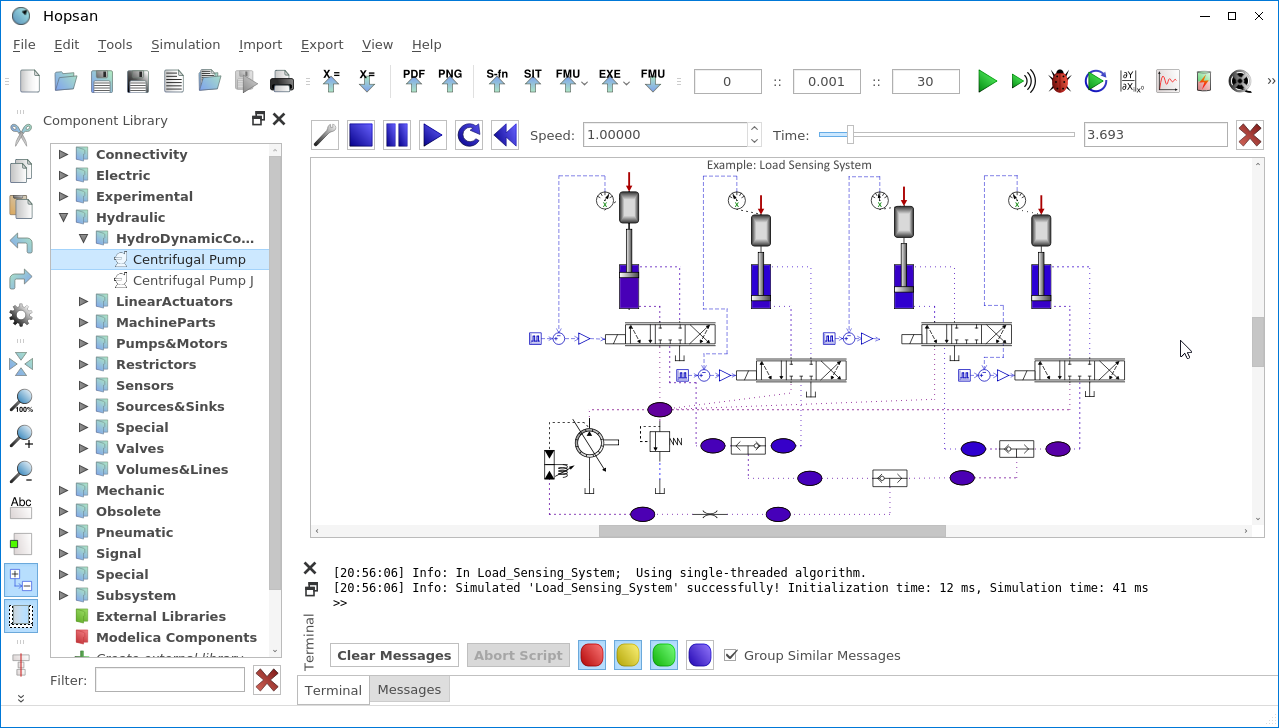 Hopsan
File Edit Tools Simulation Import Export View Help
X= X= PDF PNG S-fn SIT FMU EXE FMU 0 :: 0.001 :: 30 »
Component Library
Speed: 1.00000 Time: 3.693
Example: Load Sensing System
Connectivity
Electric
Experimental
Hydraulic
HydroDynamicCo...
Centrifugal Pump
Centrifugal Pump J
LinearActuators
MachineParts
Pumps&Motors
Restrictors
Sensors
Sources&Sinks
Special
Valves
Volumes&Lines
Mechanic
Obsolete
Pneumatic
Signal
Special
Subsystem
External Libraries
Modelica Components
Create external library
100%
Abc
Filter:
[20:56:06] Info: In Load_Sensing_System;  Using single-threaded algorithm.
[20:56:06] Info: Simulated 'Load_Sensing_System' successfully! Initialization time: 12 ms, Simulation time: 41 ms
>>
Terminal
Clear Messages Abort Script Group Similar Messages
Terminal Messages